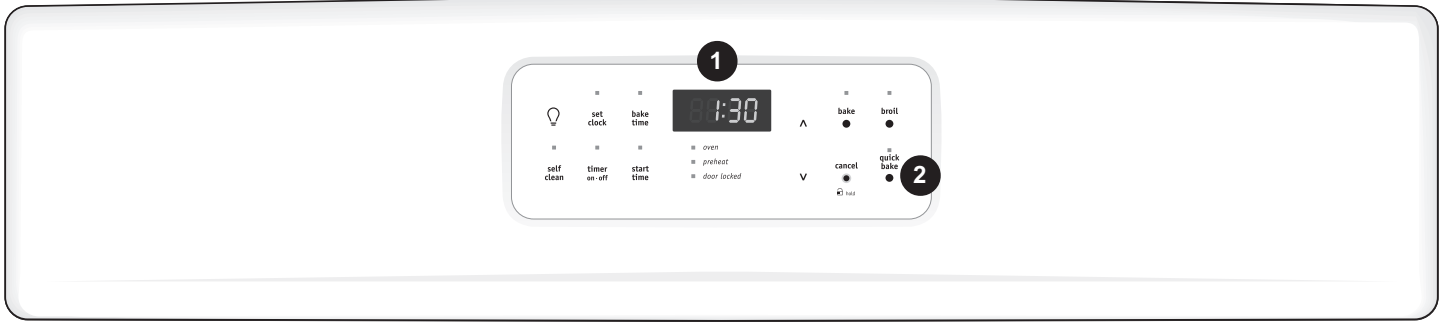 1
1:30
set
clock
bake
time
bake
broil
oven
preheat
door locked
self
clean
timer
on · off
start
time
cancel
hold
quick
bake
2